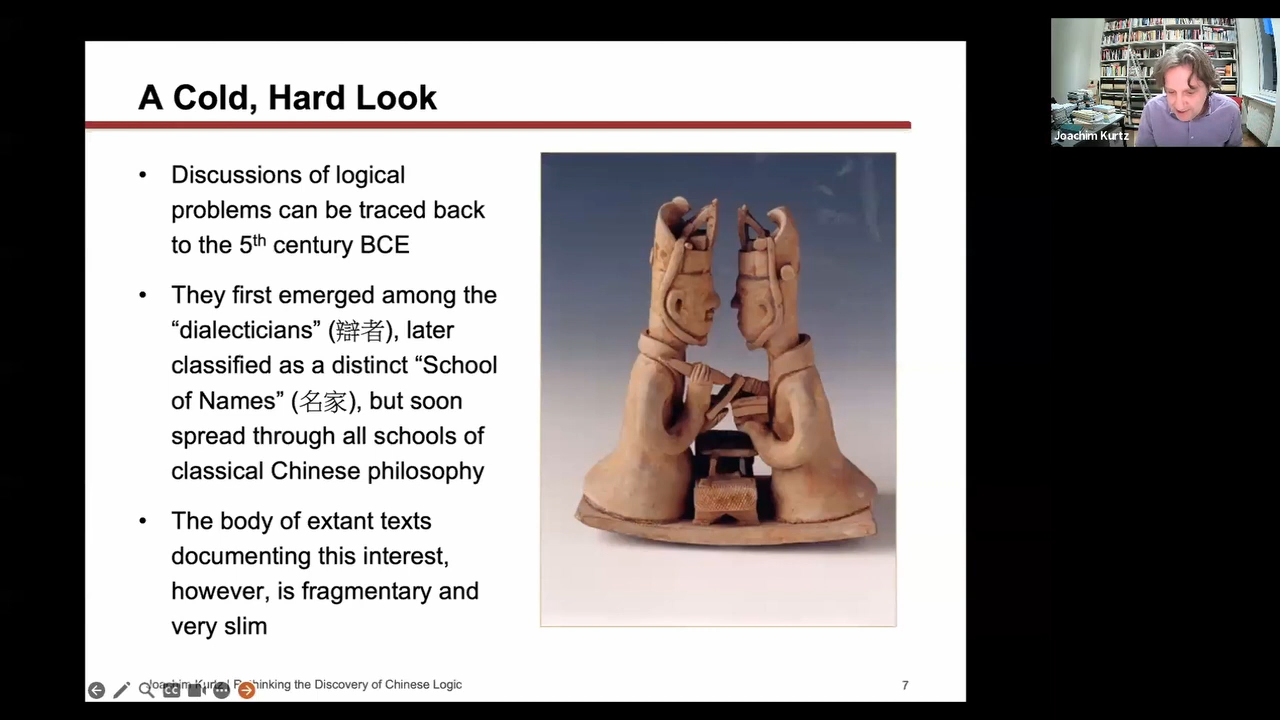 A Cold, Hard Look
• Discussions of logical
problems can be traced back
to the 5th century BCE
• They first emerged among the
“dialecticians” (辯者), later
classified as a distinct “School
of Names” (名家), but soon
spread through all schools of
classical Chinese philosophy
• The body of extant texts
documenting this interest,
however, is fragmentary and
very slim
Joachim Kurtz
Joachim Kurtz | Rethinking the Discovery of Chinese Logic
7
CC